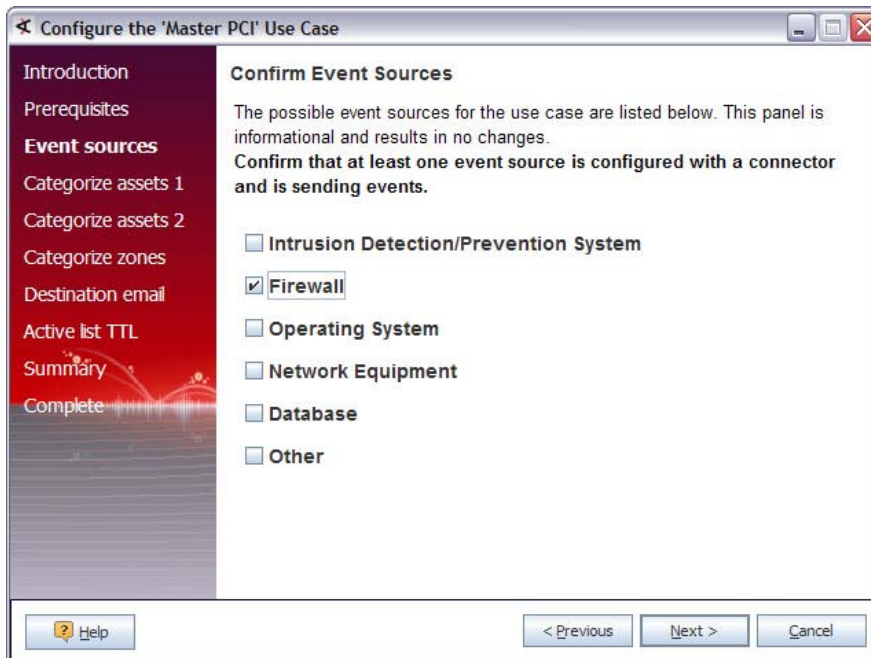 Configure the 'Master PCI' Use Case
Introduction
Prerequisites
Event sources
Categorize assets 1
Categorize assets 2
Categorize zones
Destination email
Active list TTL
Summary
Complete
Confirm Event Sources
The possible event sources for the use case are listed below. This panel is
informational and results in no changes.
Confirm that at least one event source is configured with a connector
and is sending events.
Intrusion Detection/Prevention System
Firewall
Operating System
Network Equipment
Database
Other
Help
< Previous
Next >
Cancel